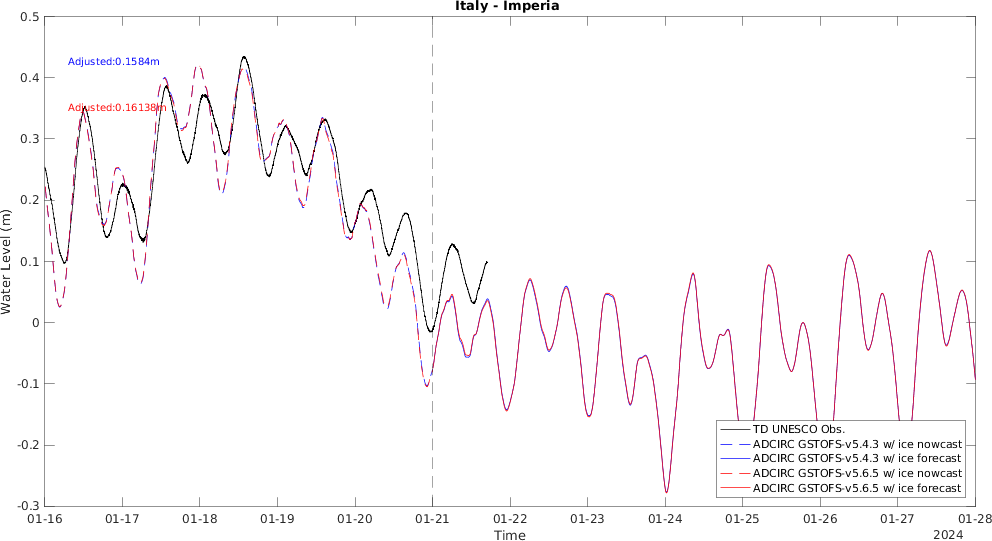 Italy - Imperia
0.5
0.4
0.3
0.2
0.1
0
-0.1
-0.2
-0.3
Water Level (m)
Adjusted:0.1584m
Adjusted:0.16138m
TD UNESCO Obs.
ADCIRC GSTOFS-v5.4.3 w/ ice nowcast
ADCIRC GSTOFS-v5.4.3 w/ ice forecast
ADCIRC GSTOFS-v5.6.5 w/ ice nowcast
ADCIRC GSTOFS-v5.6.5 w/ ice forecast
01-16 01-17 01-18 01-19 01-20 01-21 01-22 01-23 01-24 01-25 01-26 01-27 01-28
Time
2024